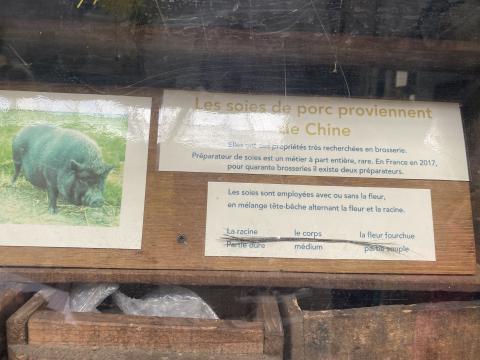 Les soies de porc proviennent
de Chine
Elles ont des propriétés très recherchées en brosserie.
Préparateur de soies est un métier à part entière, rare. En France en 2017,
pour quarante brosseries il existe deux préparateurs.
Les soies sont employées avec ou sans la fleur,
en mélange tête-bêche alternant la fleur et la racine.
La racine le corps la fleur fourchue
Partie dure médium partie souple